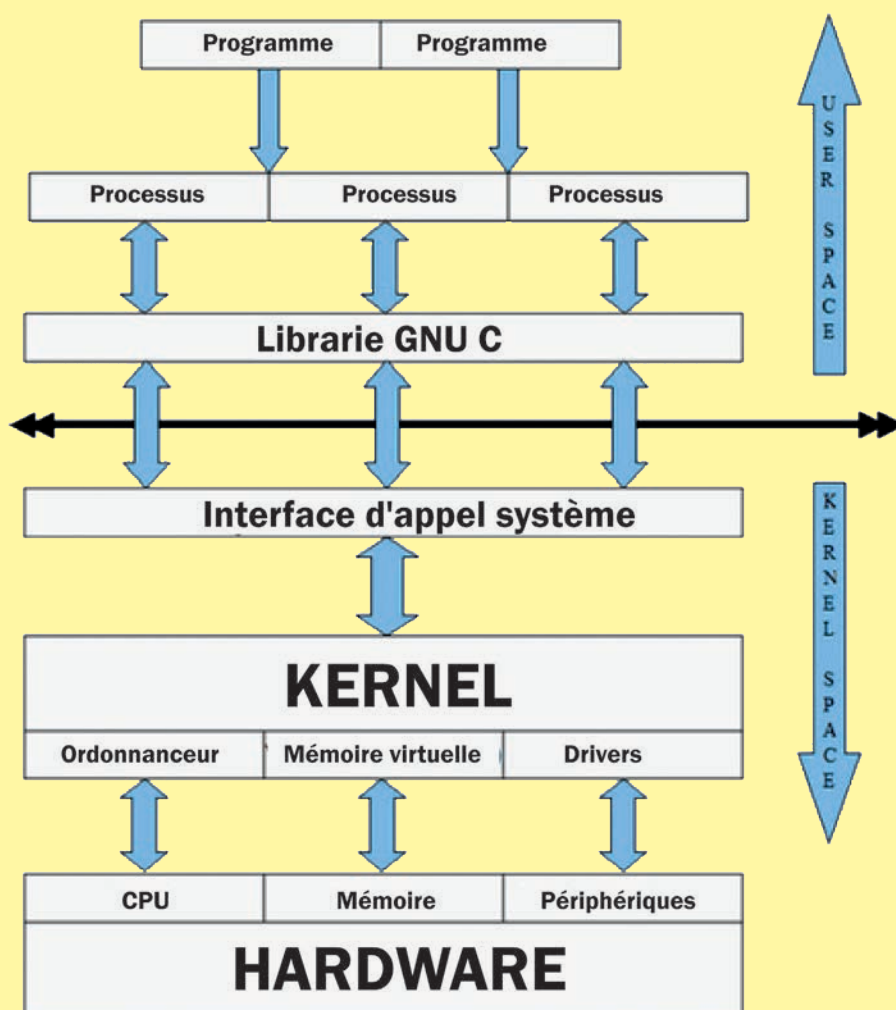 Programme Programme
USER SPACE
Processus Processus Processus
Librarie GNU C
Interface d'appel système
KERNEL SPACE
KERNEL
Ordonnanceur Mémoire virtuelle Drivers
CPU Mémoire Périphériques
HARDWARE